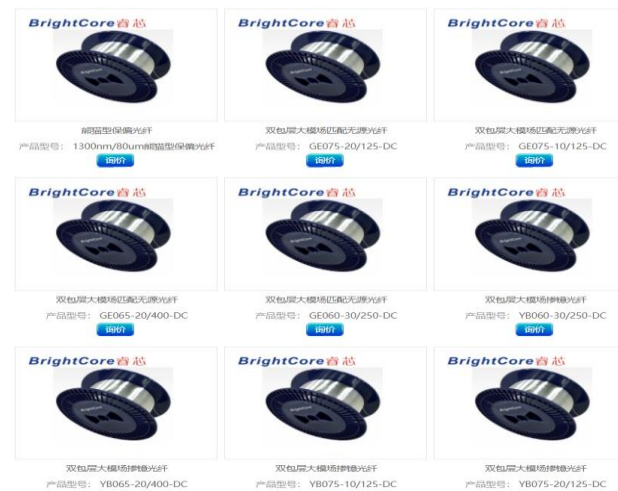 BrightCore睿芯
BrightCore睿芯
BrightCore睿芯
熊猫型保偏光纤
双包层大模场匹配无源光纤
双包层大模场匹配无源光纤
产品型号： 1300nm/80um熊猫型保偏光纤
产品型号： GE075-20/125-DC
产品型号： GE075-10/125-DC
询价
询价
询价
BrightCore睿芯
BrightCore睿芯
BrightCore睿芯
双包层大模场匹配无源光纤
双包层大模场匹配无源光纤
双包层大模场掺镱光纤
产品型号： GE065-20/400-DC
产品型号： GE060-30/250-DC
产品型号： YB060-30/250-DC
询价
询价
询价
BrightCore睿芯
BrightCore睿芯
BrightCore睿芯
双包层大模场掺镱光纤
双包层大模场掺镱光纤
双包层大模场掺镱光纤
产品型号： YB065-20/400-DC
产品型号： YB075-10/125-DC
产品型号： YB075-20/125-DC